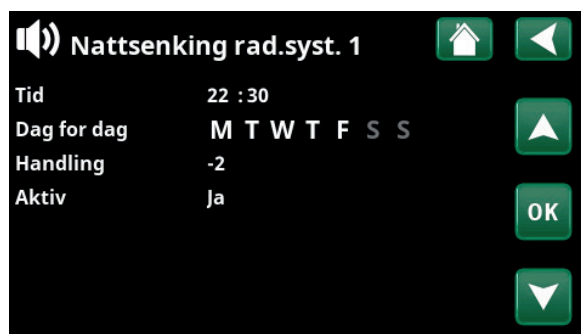 Nattsenking rad.syst. 1
Tid 22 :30
Dag for dag M T W T F S S
Handling -2
Aktiv Ja
OK